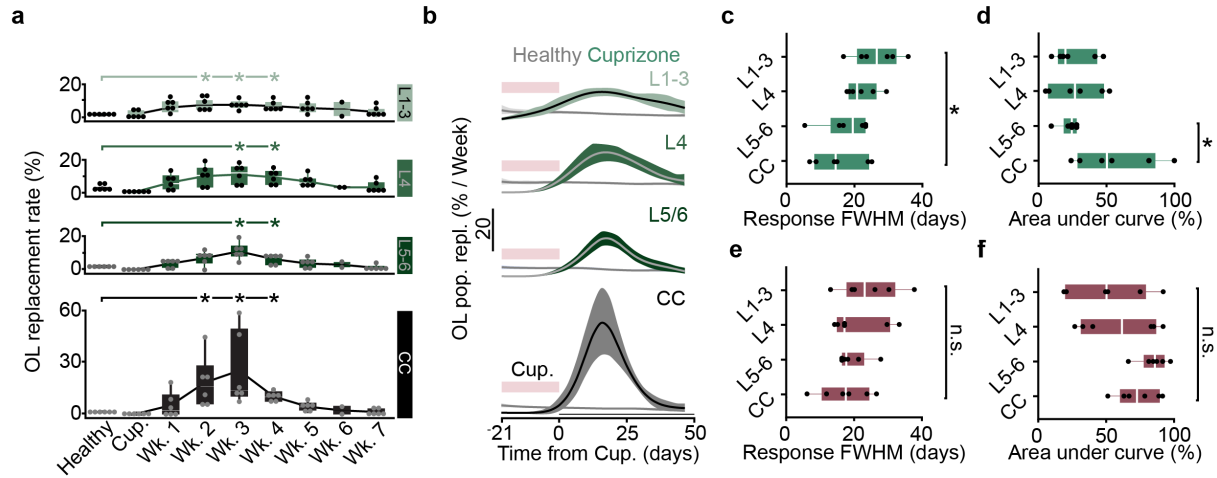 a
OL replacement rate (%)
* * *
20
0
L1-3
* *
20
0
L4
* *
20
0
L5-6
* * *
60
30
0
CC
Healthy
Cup.
Wk. 1
Wk. 2
Wk. 3
Wk. 4
Wk. 5
Wk. 6
Wk. 7
b
Healthy Cuprizone
OL pop. repl. (% / Week)
20
L1-3
L4
L5/6
CC
Cup.
-21 0 25 50
Time from Cup. (days)
c
L1-3
L4
L5-6
CC
*
0 20 40
Response FWHM (days)
d
L1-3
L4
L5-6
CC
*
0 50 100
Area under curve (%)
e
L1-3
L4
L5-6
CC
n.s.
0 20 40
Response FWHM (days)
f
L1-3
L4
L5-6
CC
n.s.
0 50 100
Area under curve (%)